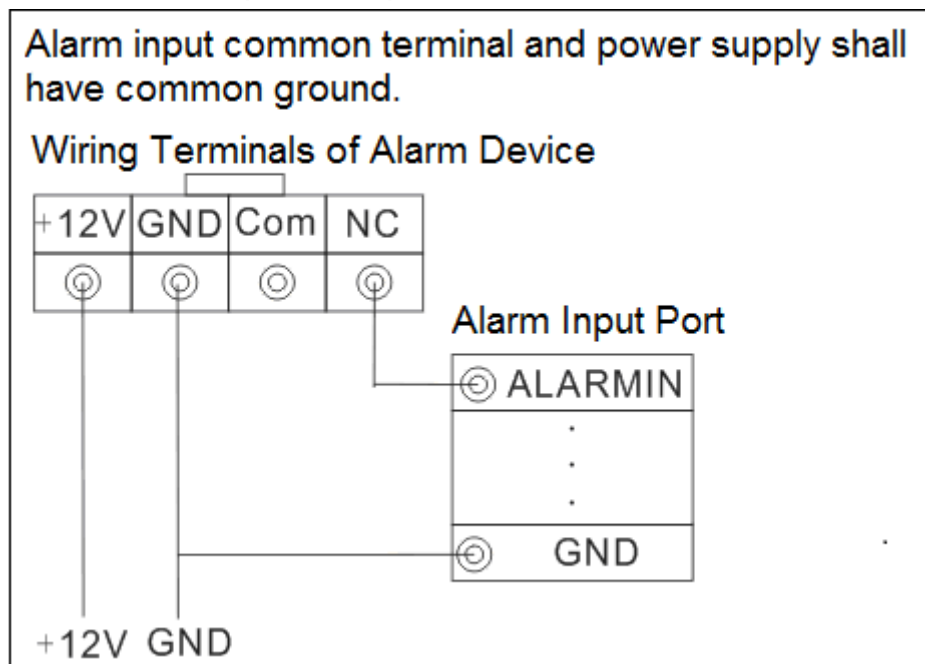 Alarm input common terminal and power supply shall
have common ground.
Wiring Terminals of Alarm Device
+12V GND Com NC
Alarm Input Port
ALARMIN
GND
+12V GND